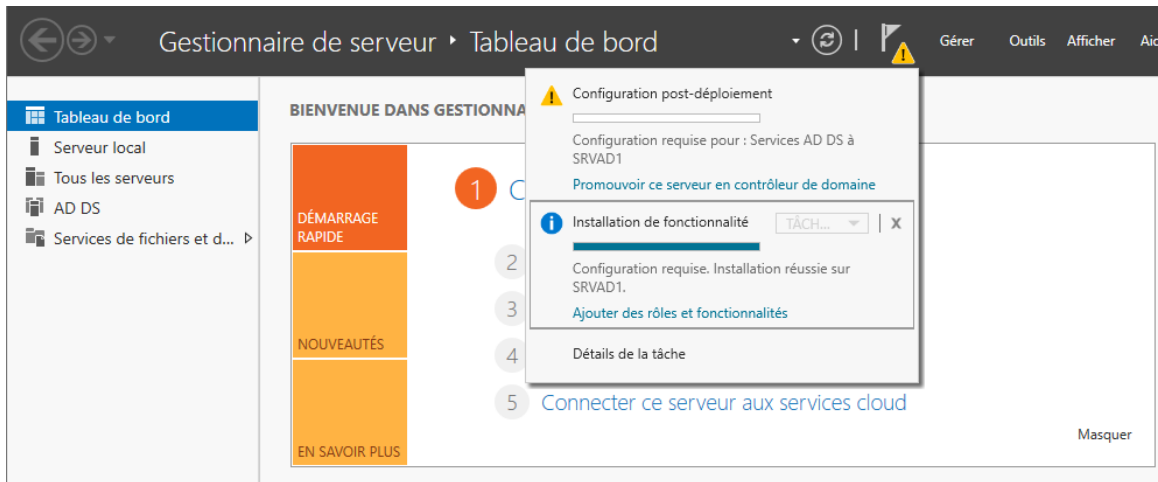 Gestionnaire de serveur ‣ Tableau de bord
Gérer Outils Afficher
Tableau de bord
Serveur local
Tous les serveurs
AD DS
Services de fichiers et d...
BIENVENUE DANS
DÉMARRAGE
RAPIDE
NOUVEAUTÉS
EN SAVOIR PLUS
1
2
3
4
5 Connecter ce serveur aux services cloud
Masquer
Configuration post-déploiement
Configuration requise pour : Services AD DS à
SRVAD1
Promouvoir ce serveur en contrôleur de domaine
Installation de fonctionnalité TÂCH... X
Configuration requise. Installation réussie sur
SRVAD1.
Ajouter des rôles et fonctionnalités
Détails de la tâche